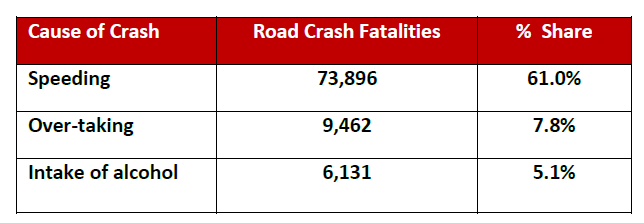 Cause of Crash Road Crash Fatalities % Share
Speeding 73,896 61.0%
Over-taking 9,462 7.8%
Intake of alcohol 6,131 5.1%